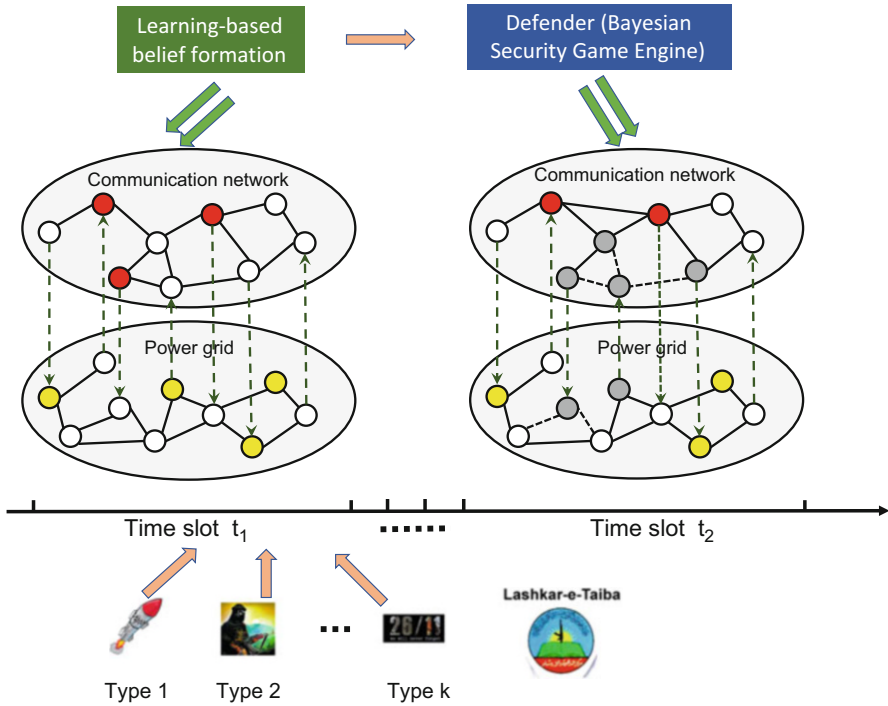 Learning-based
belief formation
Defender (Bayesian
Security Game Engine)
Communication network
Communication network
Power grid
Power grid
Time slot t₁
......
Time slot t₂
Lashkar-e-Taiba
26/11
...
Type 1
Type 2
Type k